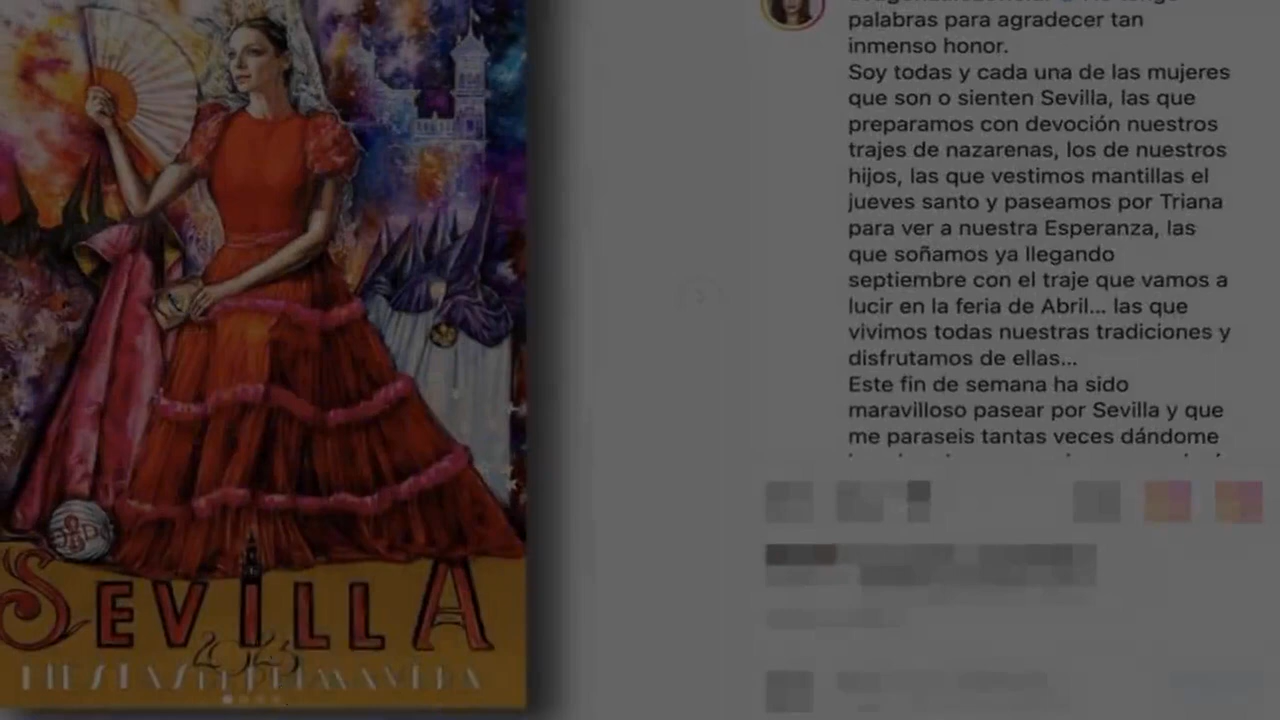 SEVILLA
2023
FIESTAS DE PRIMAVERA
palabras para agradecer tan
inmenso honor.
Soy todas y cada una de las mujeres
que son o sienten Sevilla, las que
preparamos con devoción nuestros
trajes de nazarenas, los de nuestros
hijos, las que vestimos mantillas el
jueves santo y paseamos por Triana
para ver a nuestra Esperanza, las
que soñamos ya llegando
septiembre con el traje que vamos a
lucir en la feria de Abril... las que
vivimos todas nuestras tradiciones y
disfrutamos de ellas...
Este fin de semana ha sido
maravilloso pasear por Sevilla y que
me paraseis tantas veces dándome